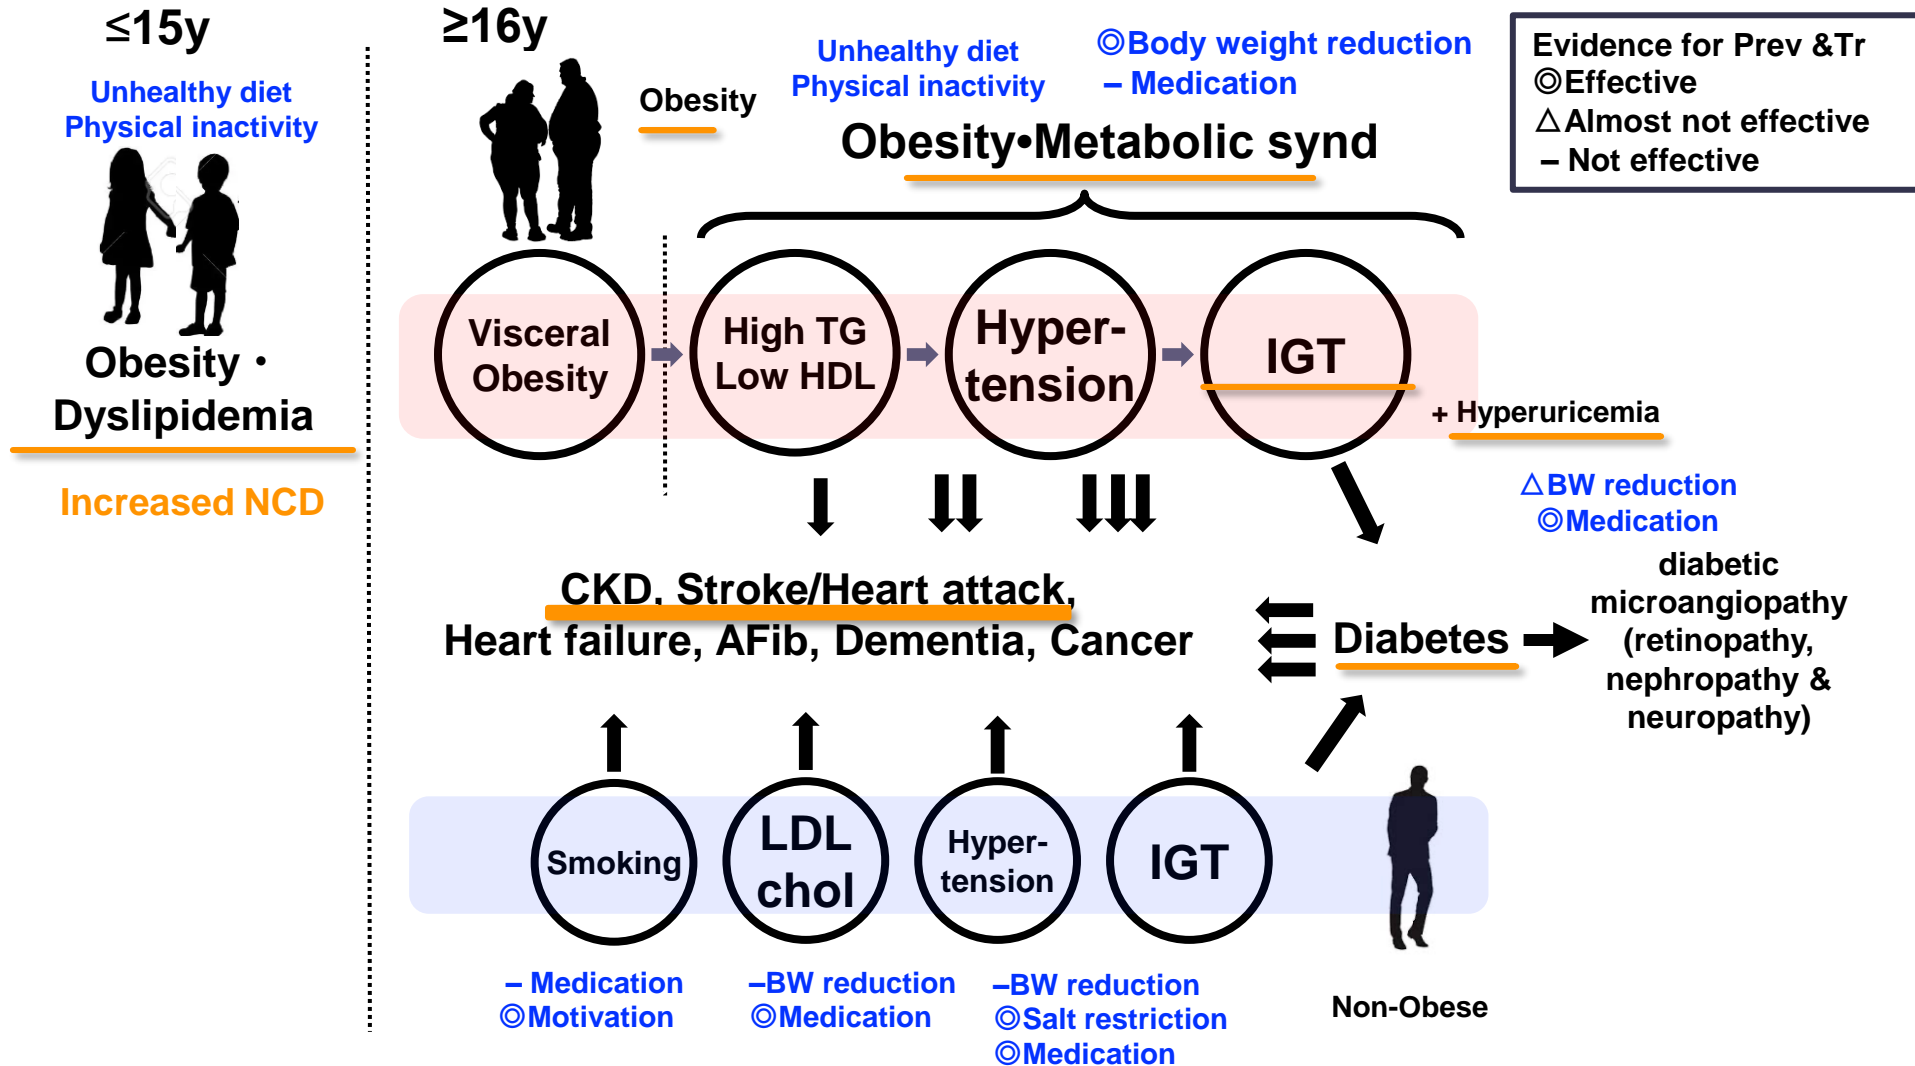 ≤15y
Unhealthy diet
Physical inactivity
Obesity・
Dyslipidemia
Increased NCD
≥16y
Obesity
Unhealthy diet
Physical inactivity
◎Body weight reduction
– Medication
Obesity•Metabolic synd
Evidence for Prev &Tr
◎Effective
△Almost not effective
– Not effective
Visceral
Obesity
High TG
Low HDL
Hyper-
tension
IGT
+ Hyperuricemia
△BW reduction
◎Medication
CKD, Stroke/Heart attack,
Heart failure, AFib, Dementia, Cancer
Diabetes
diabetic
microangiopathy
(retinopathy,
nephropathy &
neuropathy)
Smoking
LDL
chol
Hyper-
tension
IGT
– Medication
◎Motivation
–BW reduction
◎Medication
–BW reduction
◎Salt restriction
◎Medication
Non-Obese